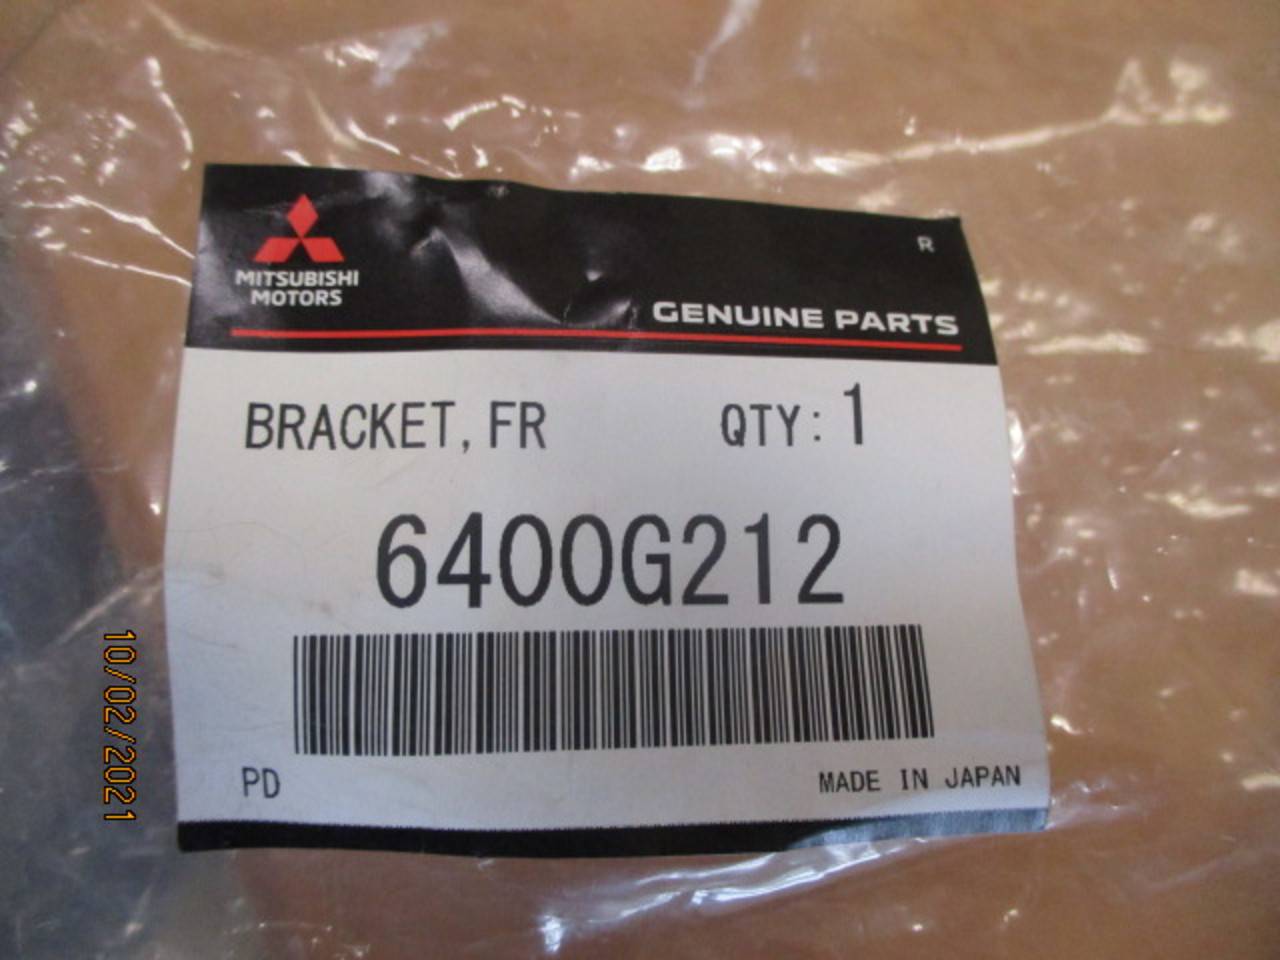 R
MITSUBISHI
MOTORS
GENUINE PARTS
BRACKET, FR QTY: 1
6400G212
PD MADE IN JAPAN
10/02/2021